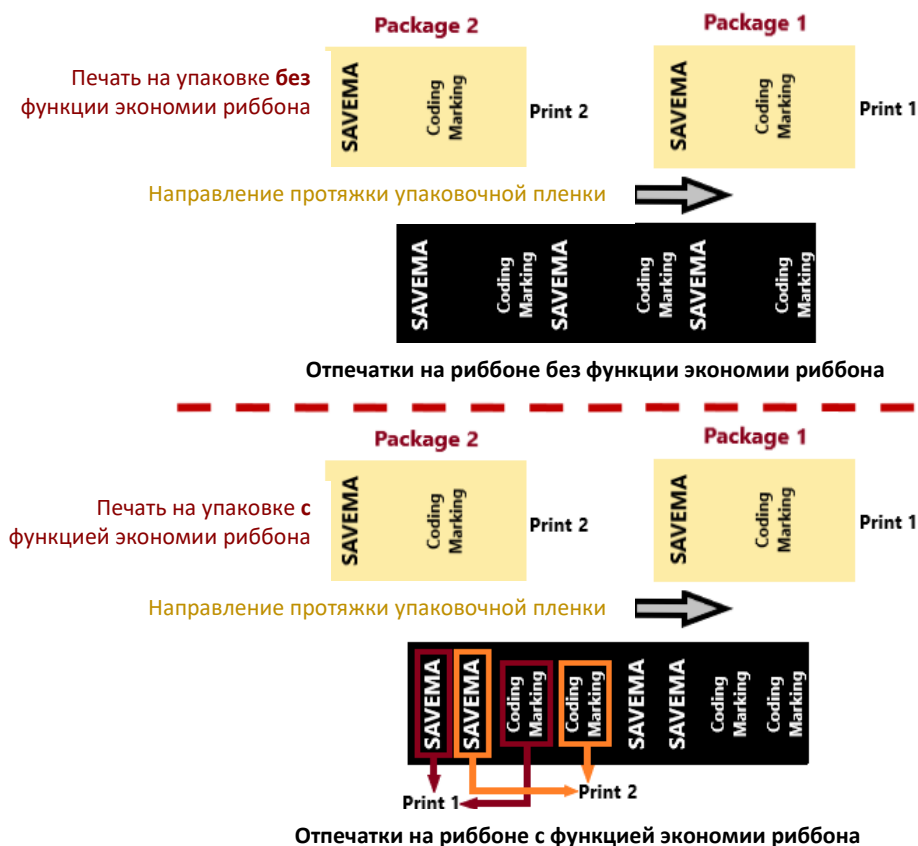 Package 2
Package 1
Печать на упаковке без
функции экономии риббона
SAVEMA
Coding
Marking
Print 2
SAVEMA
Coding
Marking
Print 1
Направление протяжки упаковочной пленки
SAVEMA
Coding
Marking
SAVEMA
Coding
Marking
SAVEMA
Coding
Marking
Отпечатки на риббоне без функции экономии риббона
Package 2
Package 1
Печать на упаковке с
функцией экономии риббона
SAVEMA
Coding
Marking
Print 2
SAVEMA
Coding
Marking
Print 1
Направление протяжки упаковочной пленки
SAVEMA
SAVEMA
Coding
Marking
Coding
Marking
SAVEMA
SAVEMA
Coding
Marking
Coding
Marking
Print 1
Print 2
Отпечатки на риббоне с функцией экономии риббона